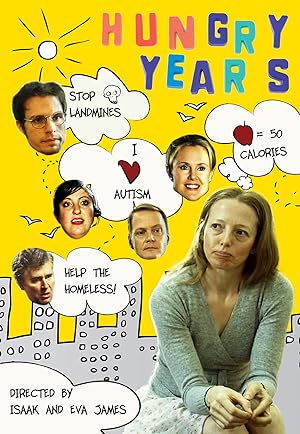 HUNGRY
YEARS
STOP
LANDMINES
= 50
CALORIES
I
AUTISM
HELP THE
HOMELESS!
DIRECTED BY
ISAAK AND EVA JAMES